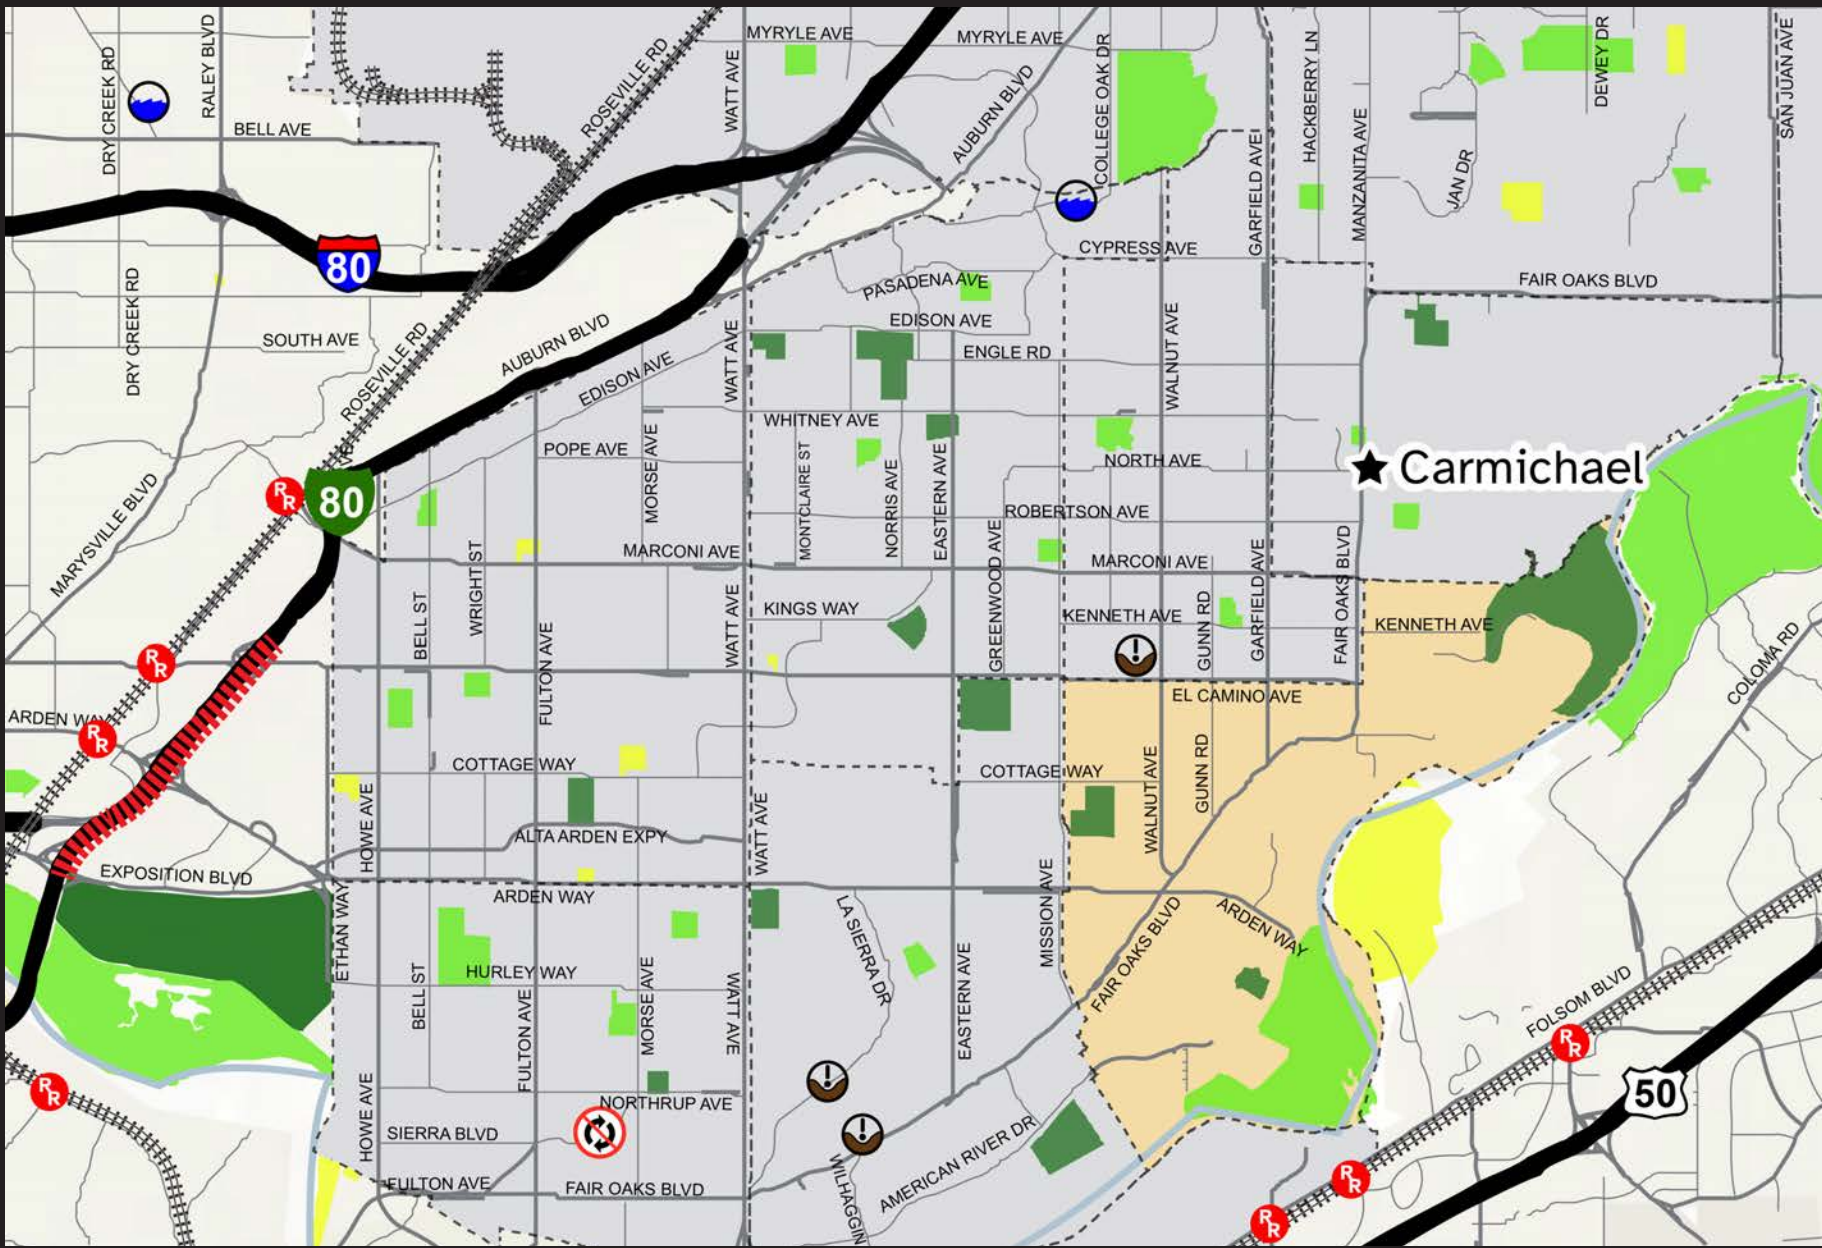 MYRYLE AVE
MYRYLE AVE
DRY CREEK RD
RALEY BLVD
ROSEVILLE RD
WATT AVE
AUBURN BLVD
COLLEGE OAK DR
HACKBERRY LN
DEWEY DR
SAN JUAN AVE
BELL AVE
GARFIELD AVE
MANZANITA AVE
JAN DR
80
CYPRESS AVE
PASADENA AVE
FAIR OAKS BLVD
DRY CREEK RD
SOUTH AVE
ROSEVILLE RD
AUBURN BLVD
EDISON AVE
EDISON AVE
WATT AVE
ENGLE RD
WALNUT AVE
WHITNEY AVE
POPE AVE
MORSE AVE
MONTCLAIRE ST
NORRIS AVE
EASTERN AVE
NORTH AVE
Carmichael
RR
80
ROBERTSON AVE
MARYSVILLE BLVD
WRIGHT ST
MARCONI AVE
GREENWOOD AVE
MARCONI AVE
GARFIELD AVE
FAIR OAKS BLVD
BELL ST
WATT AVE
KINGS WAY
KENNETH AVE
GUNN RD
KENNETH AVE
RR
FULTON AVE
COLOMA RD
EL CAMINO AVE
ARDEN WAY
RR
COTTAGE WAY
COTTAGE WAY
WALNUT AVE
GUNN RD
HOWE AVE
ALTA ARDEN EXPY
WATT AVE
EXPOSITION BLVD
ARDEN WAY
MISSION AVE
ETHAN WAY
LA SIERRA DR
FAIR OAKS BLVD
ARDEN WAY
HURLEY WAY
BELL ST
FULTON AVE
MORSE AVE
WATT AVE
EASTERN AVE
FOLSOM BLVD
RR
RR
50
HOWE AVE
NORTHRUP AVE
SIERRA BLVD
AMERICAN RIVER DR
WILHAGGIN
FULTON AVE
FAIR OAKS BLVD
RR
RR